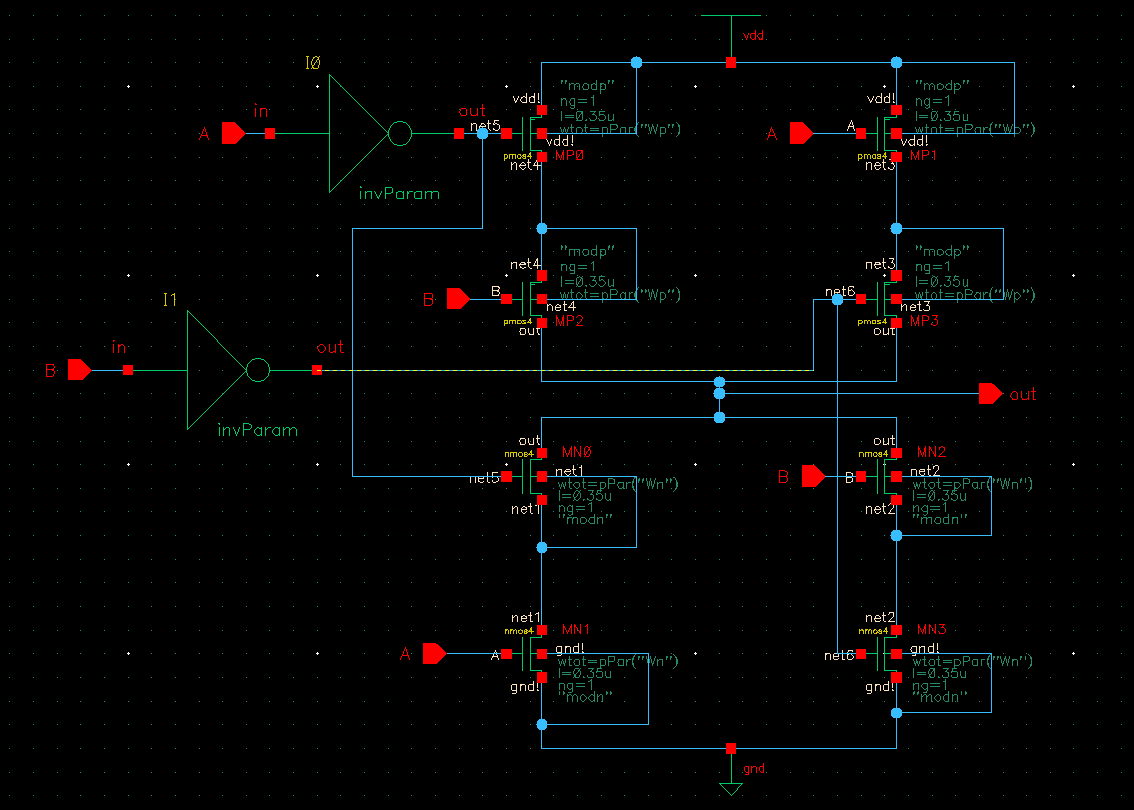 vdd!
I0
in
A
out
net5
invParam
vdd!
"modp"
ng=1
l=0.35u
wtot=pPar("Wp")
vdd!
pmos4
MP0
net4
A
A
vdd!
"modp"
ng=1
l=0.35u
wtot=pPar("Wp")
vdd!
pmos4
MP1
net3
I1
in
B
out
invParam
B
B
net4
"modp"
ng=1
l=0.35u
wtot=pPar("Wp")
net4
pmos4
MP2
out
net6
net3
"modp"
ng=1
l=0.35u
wtot=pPar("Wp")
net3
pmos4
MP3
out
out
out
nmos4
MN0
net5
net1
wtot=pPar("Wn")
l=0.35u
ng=1
"modn"
net1
B
B
out
nmos4
MN2
net2
wtot=pPar("Wn")
l=0.35u
ng=1
"modn"
net2
A
A
net1
nmos4
MN1
gnd!
wtot=pPar("Wn")
l=0.35u
ng=1
"modn"
gnd!
net6
net2
nmos4
MN3
gnd!
wtot=pPar("Wn")
l=0.35u
ng=1
"modn"
gnd!
gnd